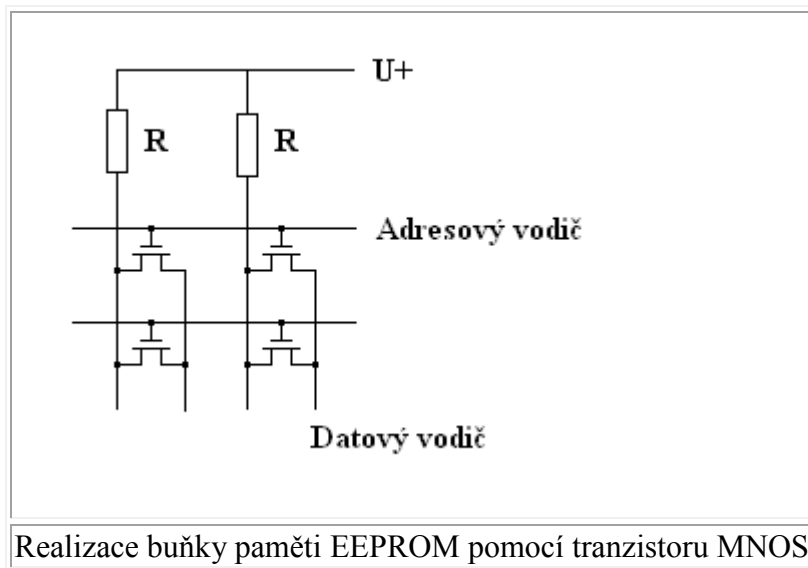 U+
R R
Adresový vodič
Datový vodič
Realizace buňky paměti EEPROM pomocí tranzistoru MNOS